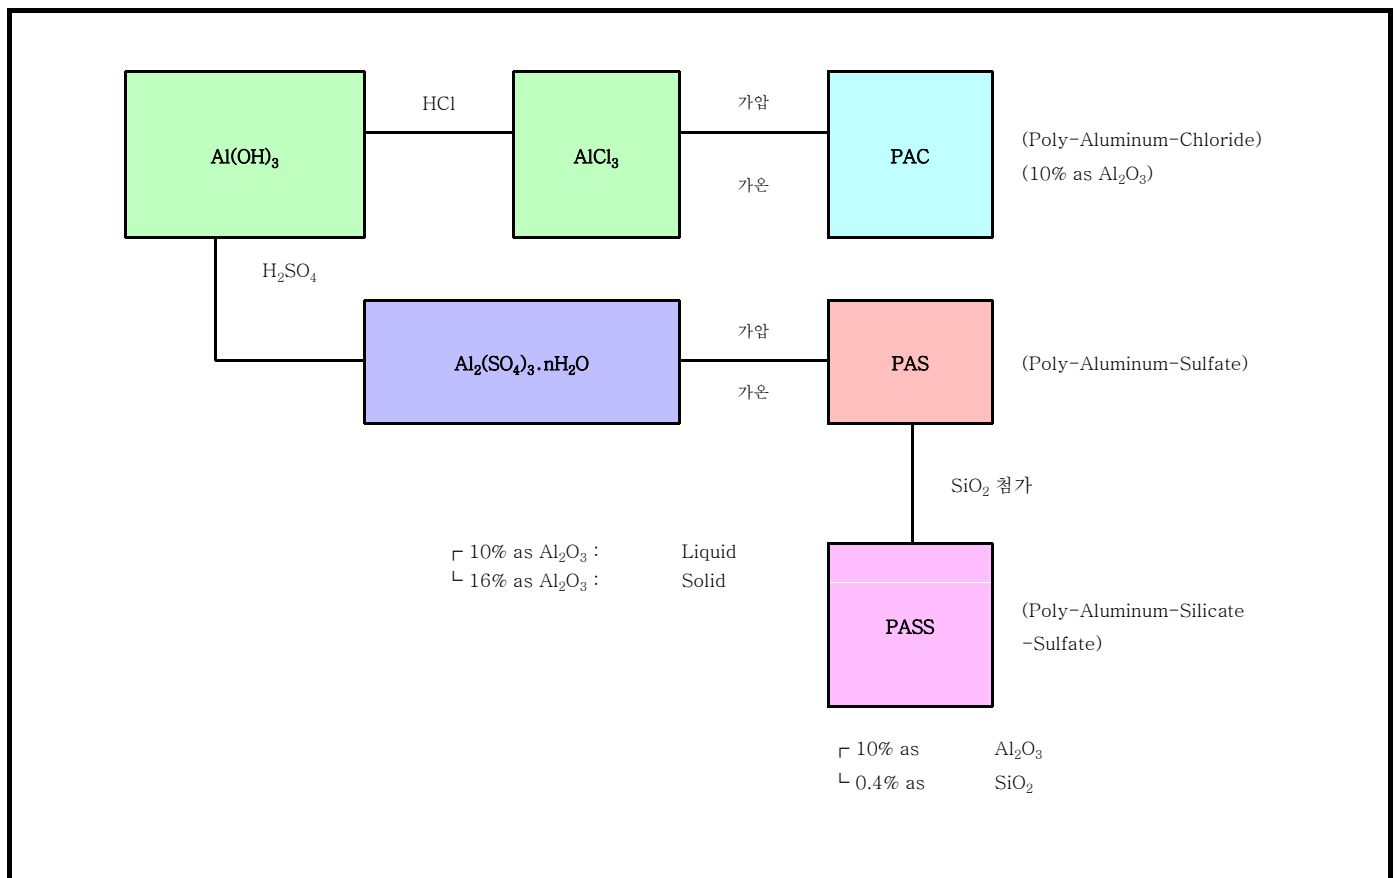 HCl
가압
Al(OH)₃
AlCl₃
PAC
(Poly-Aluminum-Chloride)
(10% as Al₂O₃)
가온
H₂SO₄
가압
Al₂(SO₄)₃.nH₂O
PAS
(Poly-Aluminum-Sulfate)
가온
SiO₂ 첨가
┌ 10% as Al₂O₃ : Liquid
└ 16% as Al₂O₃ : Solid
PASS
(Poly-Aluminum-Silicate
-Sulfate)
┌ 10% as Al₂O₃
└ 0.4% as SiO₂